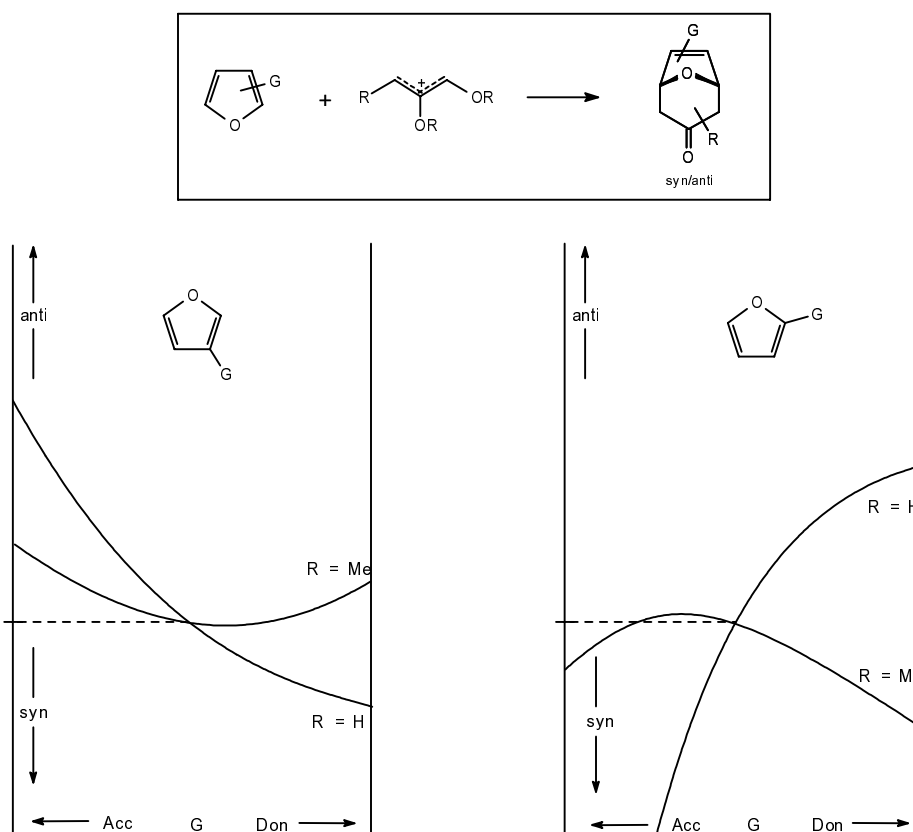 G
G
O
R
+
OR
+
OR
O
R
O
syn/anti
anti
O
G
R = Me
syn
R = H
Acc G Don
anti
O
G
R = H
R = M
syn
Acc G Don